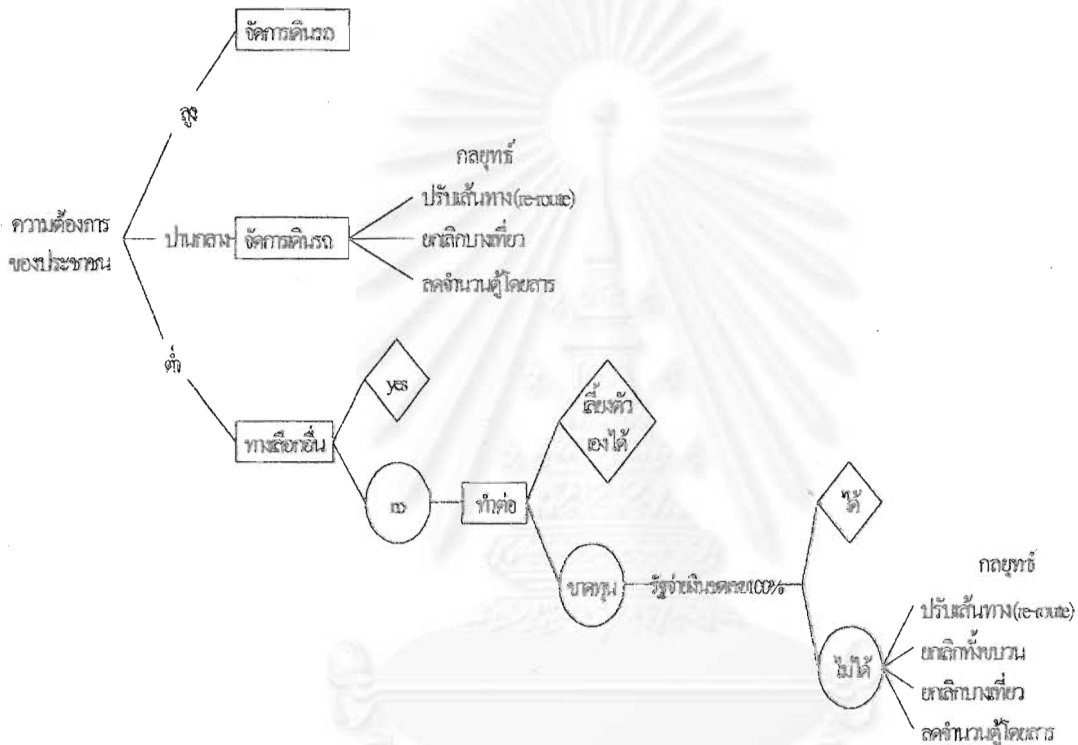 จัดการเดินรถ
สูง
กลยุทธ์
ปรับเส้นทาง(re-route)
ความต้องการ
ของประชาชน
ปานกลาง
จัดการเดินรถ
ยกเลิกบางเที่ยว
ลดจำนวนตู้โดยสาร
ต่ำ
yes
เลี้ยงตัว
เองได้
ทางเลือกอื่น
no
ทำต่อ
ได้
ขาดทุน
รัฐจ่ายเงินชดเชย100%
กลยุทธ์
ปรับเส้นทาง(re-route)
ยกเลิกทั้งขบวน
ไม่ได้
ยกเลิกบางเที่ยว
ลดจำนวนตู้โดยสาร